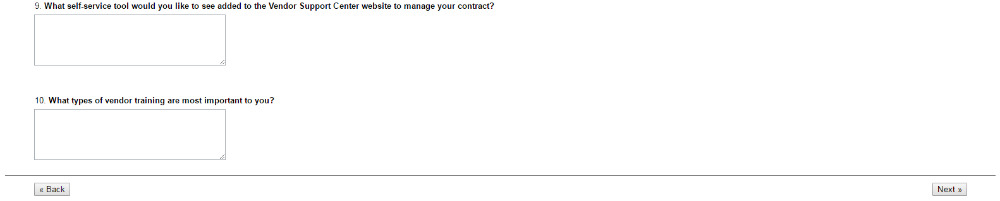 9. What self-service tool would you like to see added to the Vendor Support Center website to manage your contract?
10. What types of vendor training are most important to you?
« Back
Next »